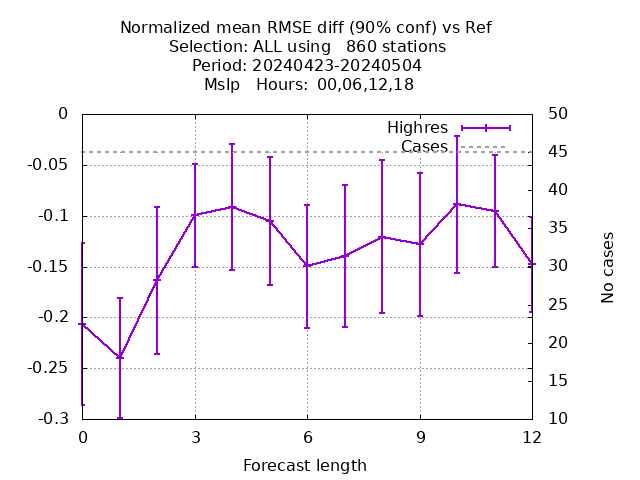 Normalized mean RMSE diff (90% conf) vs Ref
Selection: ALL using   860 stations
Period: 20240423-20240504
Mslp   Hours:  00,06,12,18
Highres
Cases
0
-0.05
-0.1
-0.15
-0.2
-0.25
-0.3
50
45
40
35
30
25
20
15
10
No cases
0 3 6 9 12
Forecast length